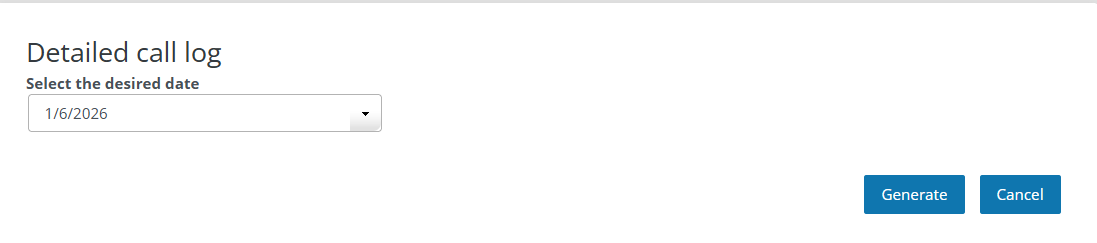 Detailed call log
Select the desired date
1/6/2026
Generate Cancel